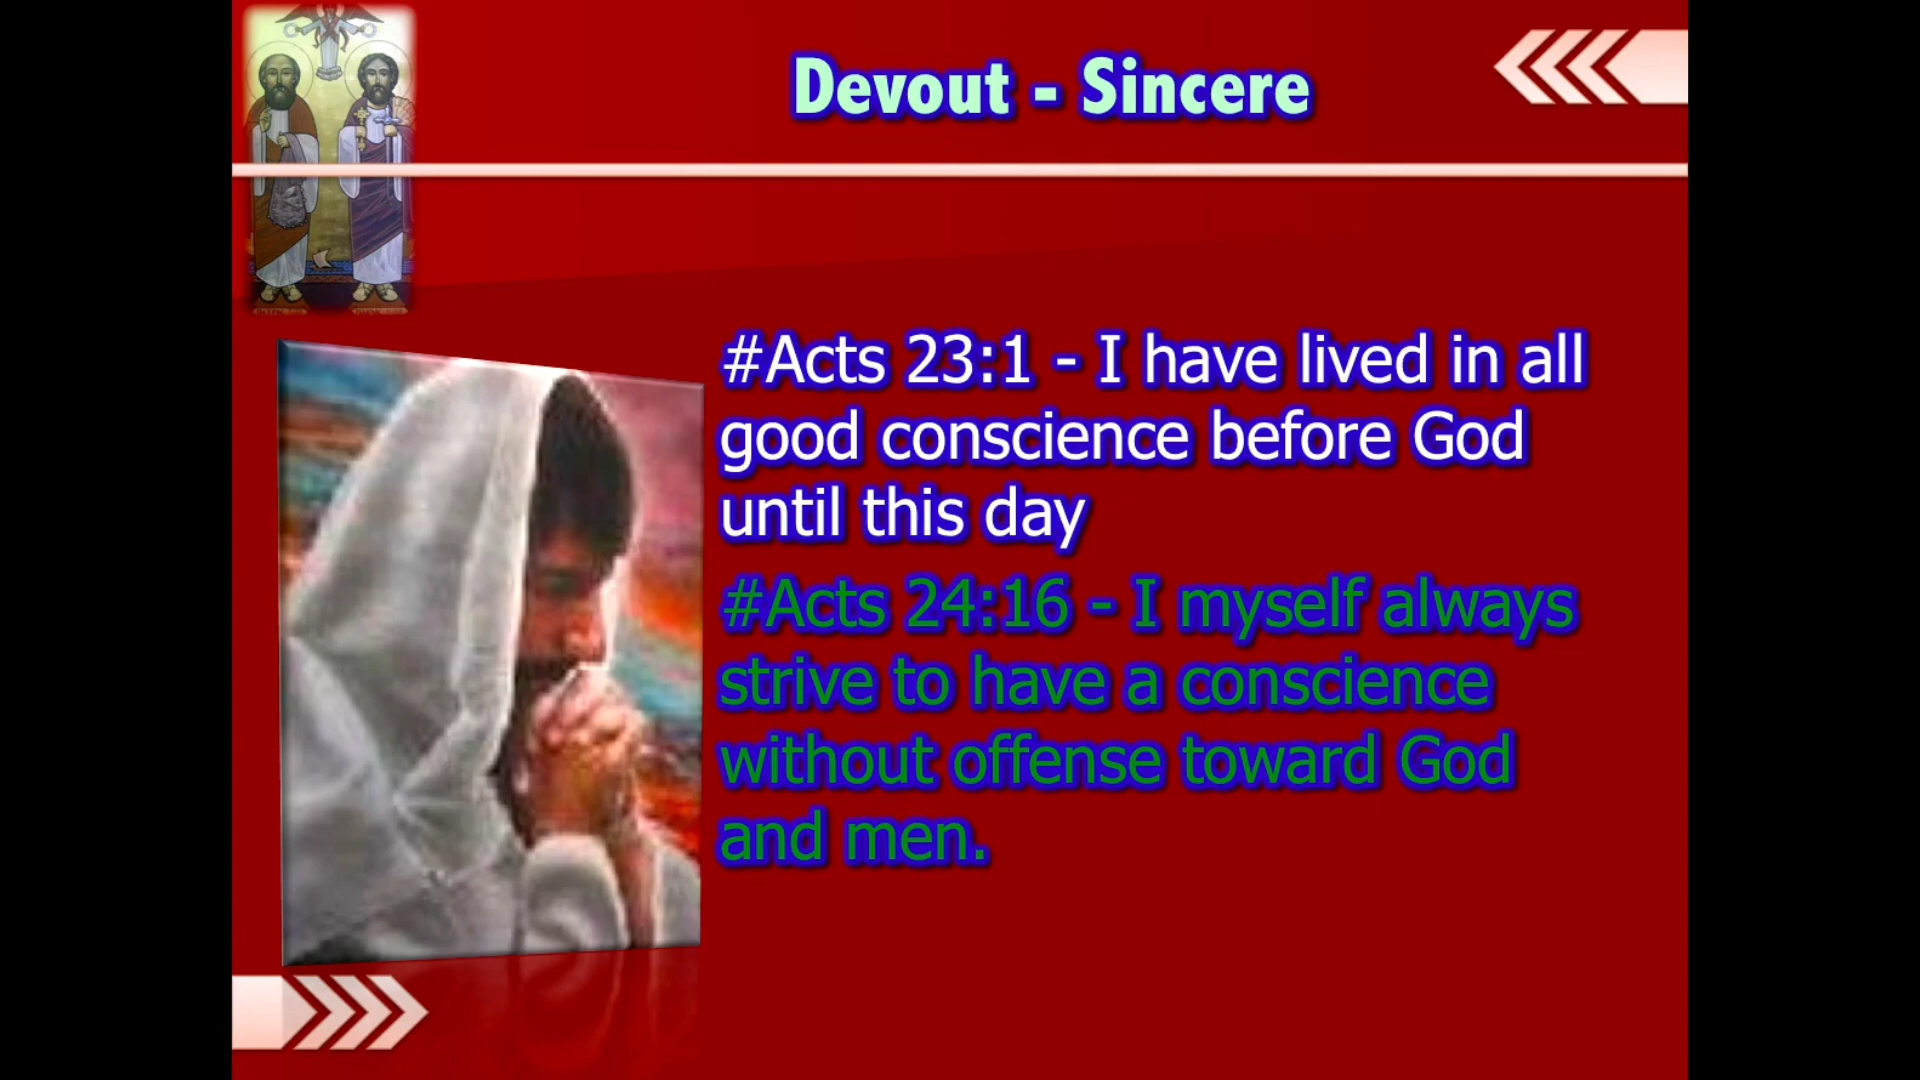 Devout - Sincere
#Acts 23:1 - I have lived in all
good conscience before God
until this day
#Acts 24:16 - I myself always
strive to have a conscience
without offense toward God
and men.